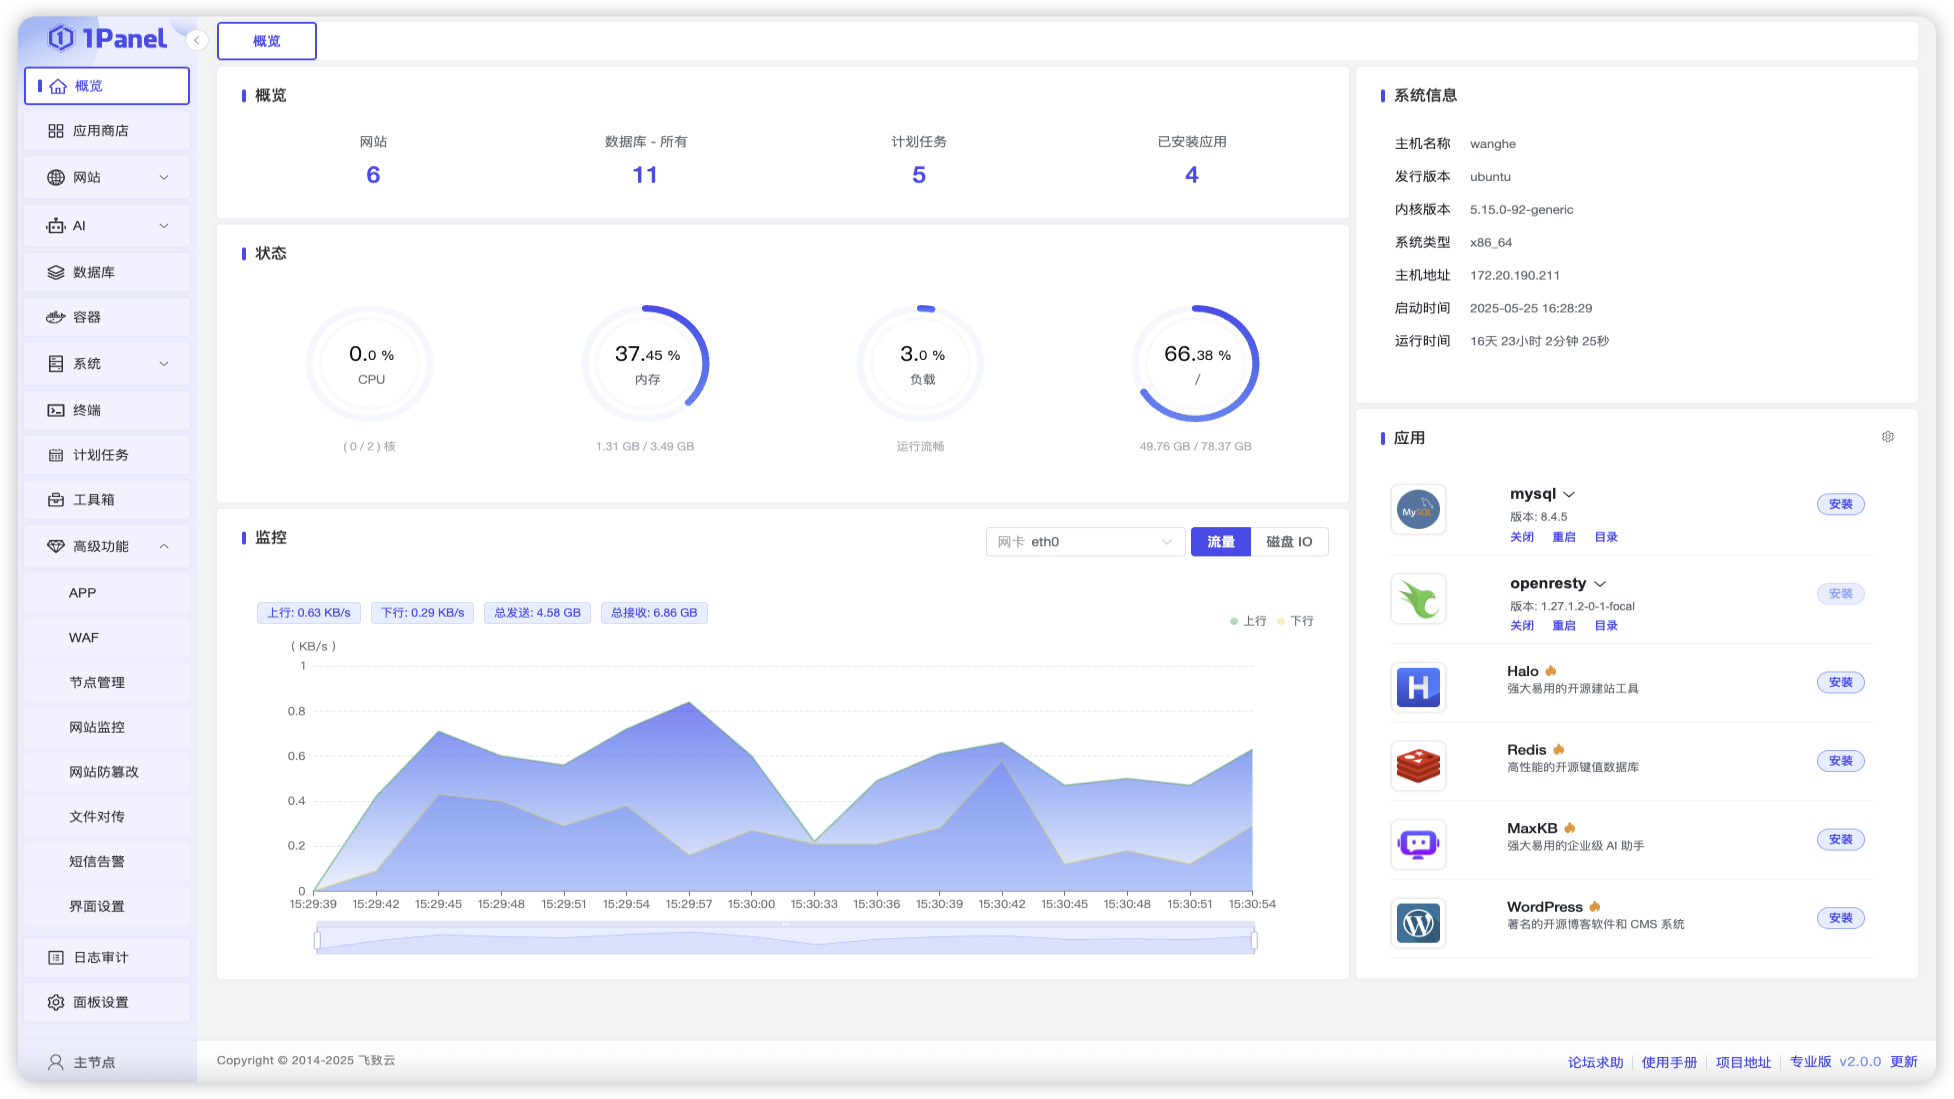 1Panel
概览
应用商店
网站
AI
数据库
容器
系统
终端
计划任务
工具箱
高级功能
APP
WAF
节点管理
网站监控
网站防篡改
文件对传
短信告警
界面设置
日志审计
面板设置
主节点
概览
概览
网站
6
数据库 - 所有
11
计划任务
5
已安装应用
4
状态
0.0 %
CPU
( 0 / 2 ) 核
37.45 %
内存
1.31 GB / 3.49 GB
3.0 %
负载
运行流畅
66.38 %
/
49.76 GB / 78.37 GB
监控
网卡 eth0
流量 磁盘 IO
上行: 0.63 KB/s 下行: 0.29 KB/s 总发送: 4.58 GB 总接收: 6.86 GB
上行 下行
( KB/s )
1
0.8
0.6
0.4
0.2
0
15:29:39 15:29:42 15:29:45 15:29:48 15:29:51 15:29:54 15:29:57 15:30:00 15:30:33 15:30:36 15:30:39 15:30:42 15:30:45 15:30:48 15:30:51 15:30:54
系统信息
主机名称 wanghe
发行版本 ubuntu
内核版本 5.15.0-92-generic
系统类型 x86_64
主机地址 172.20.190.211
启动时间 2025-05-25 16:28:29
运行时间 16天 23小时 2分钟 25秒
应用
MySQL
mysql
版本: 8.4.5
关闭 重启 目录
安装
openresty
版本: 1.27.1.2-0-1-focal
关闭 重启 目录
安装
H
Halo
强大易用的开源建站工具
安装
Redis
高性能的开源键值数据库
安装
MaxKB
强大易用的企业级 AI 助手
安装
W
WordPress
著名的开源博客软件和 CMS 系统
安装
Copyright © 2014-2025 飞致云
论坛求助 使用手册 项目地址 专业版 v2.0.0 更新